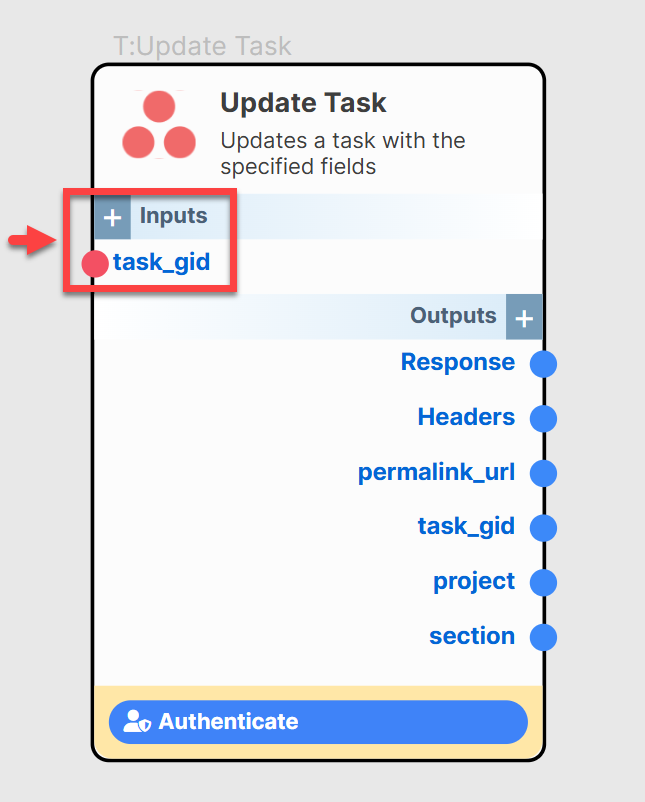 T:Update Task
Update Task
Updates a task with the
specified fields
+ Inputs
task_gid
Outputs +
Response
Headers
permalink_url
task_gid
project
section
Authenticate